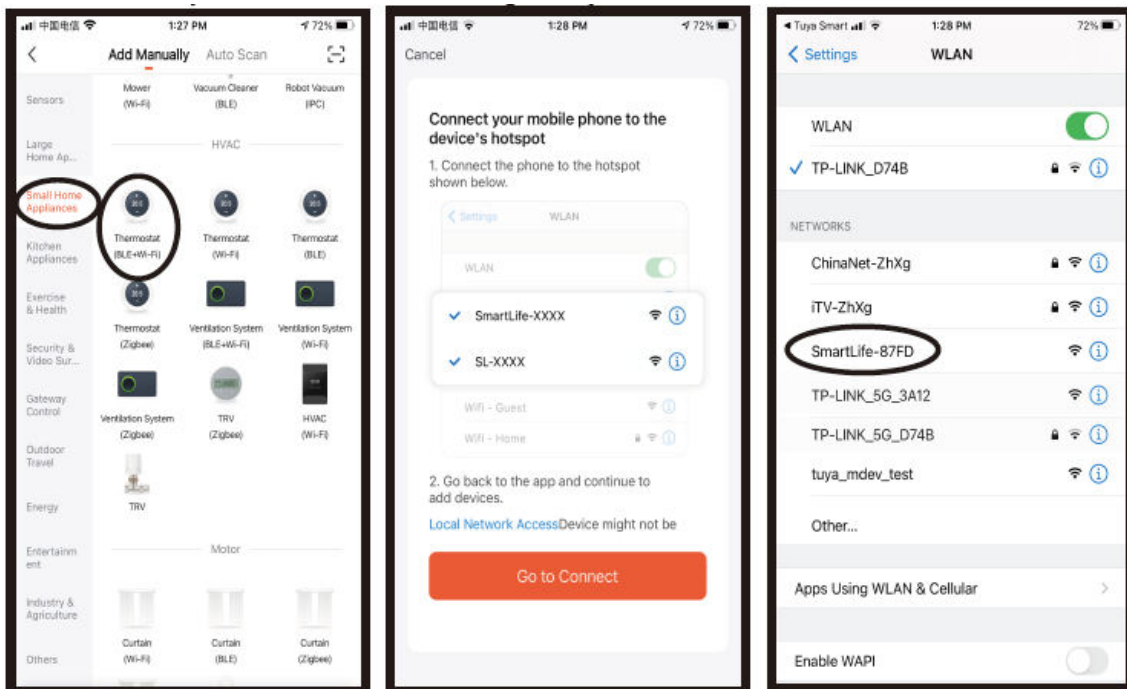 中国电信 1:27 PM 72%
Add Manually Auto Scan
Sensors
Large
Home Ap...
Small Home
Appliances
Kitchen
Appliances
Exercise
& Health
Security &
Video Sur...
Gateway
Control
Outdoor
Travel
Energy
Entertainm
ent
Industry &
Agriculture
Others
Mower Vacuum Cleaner Robot Vacuum
(Wi-Fi) (BLE) (IPC)
HVAC
Thermostat Thermostat Thermostat
(BLE+Wi-Fi) (Wi-Fi) (BLE)
Thermostat Ventilation System Ventilation System
(Zigbee) (BLE+Wi-Fi) (Wi-Fi)
Ventilation System TRV HVAC
(Zigbee) (Zigbee) (Wi-Fi)
TRV
Motor
Curtain Curtain Curtain
(Wi-Fi) (BLE) (Zigbee)
中国电信 1:28 PM 72%
Cancel
Connect your mobile phone to the
device's hotspot
1. Connect the phone to the hotspot
shown below.
Settings WLAN
WLAN
SmartLife-XXXX
SL-XXXX
Wifi - Guest
Wifi - Home
2. Go back to the app and continue to
add devices.
Local Network AccessDevice might not be
Go to Connect
Tuya Smart 1:28 PM 72%
Settings WLAN
WLAN
TP-LINK_D74B
NETWORKS
ChinaNet-ZhXg
iTV-ZhXg
SmartLife-87FD
TP-LINK_5G_3A12
TP-LINK_5G_D74B
tuya_mdev_test
Other...
Apps Using WLAN & Cellular
Enable WAPI